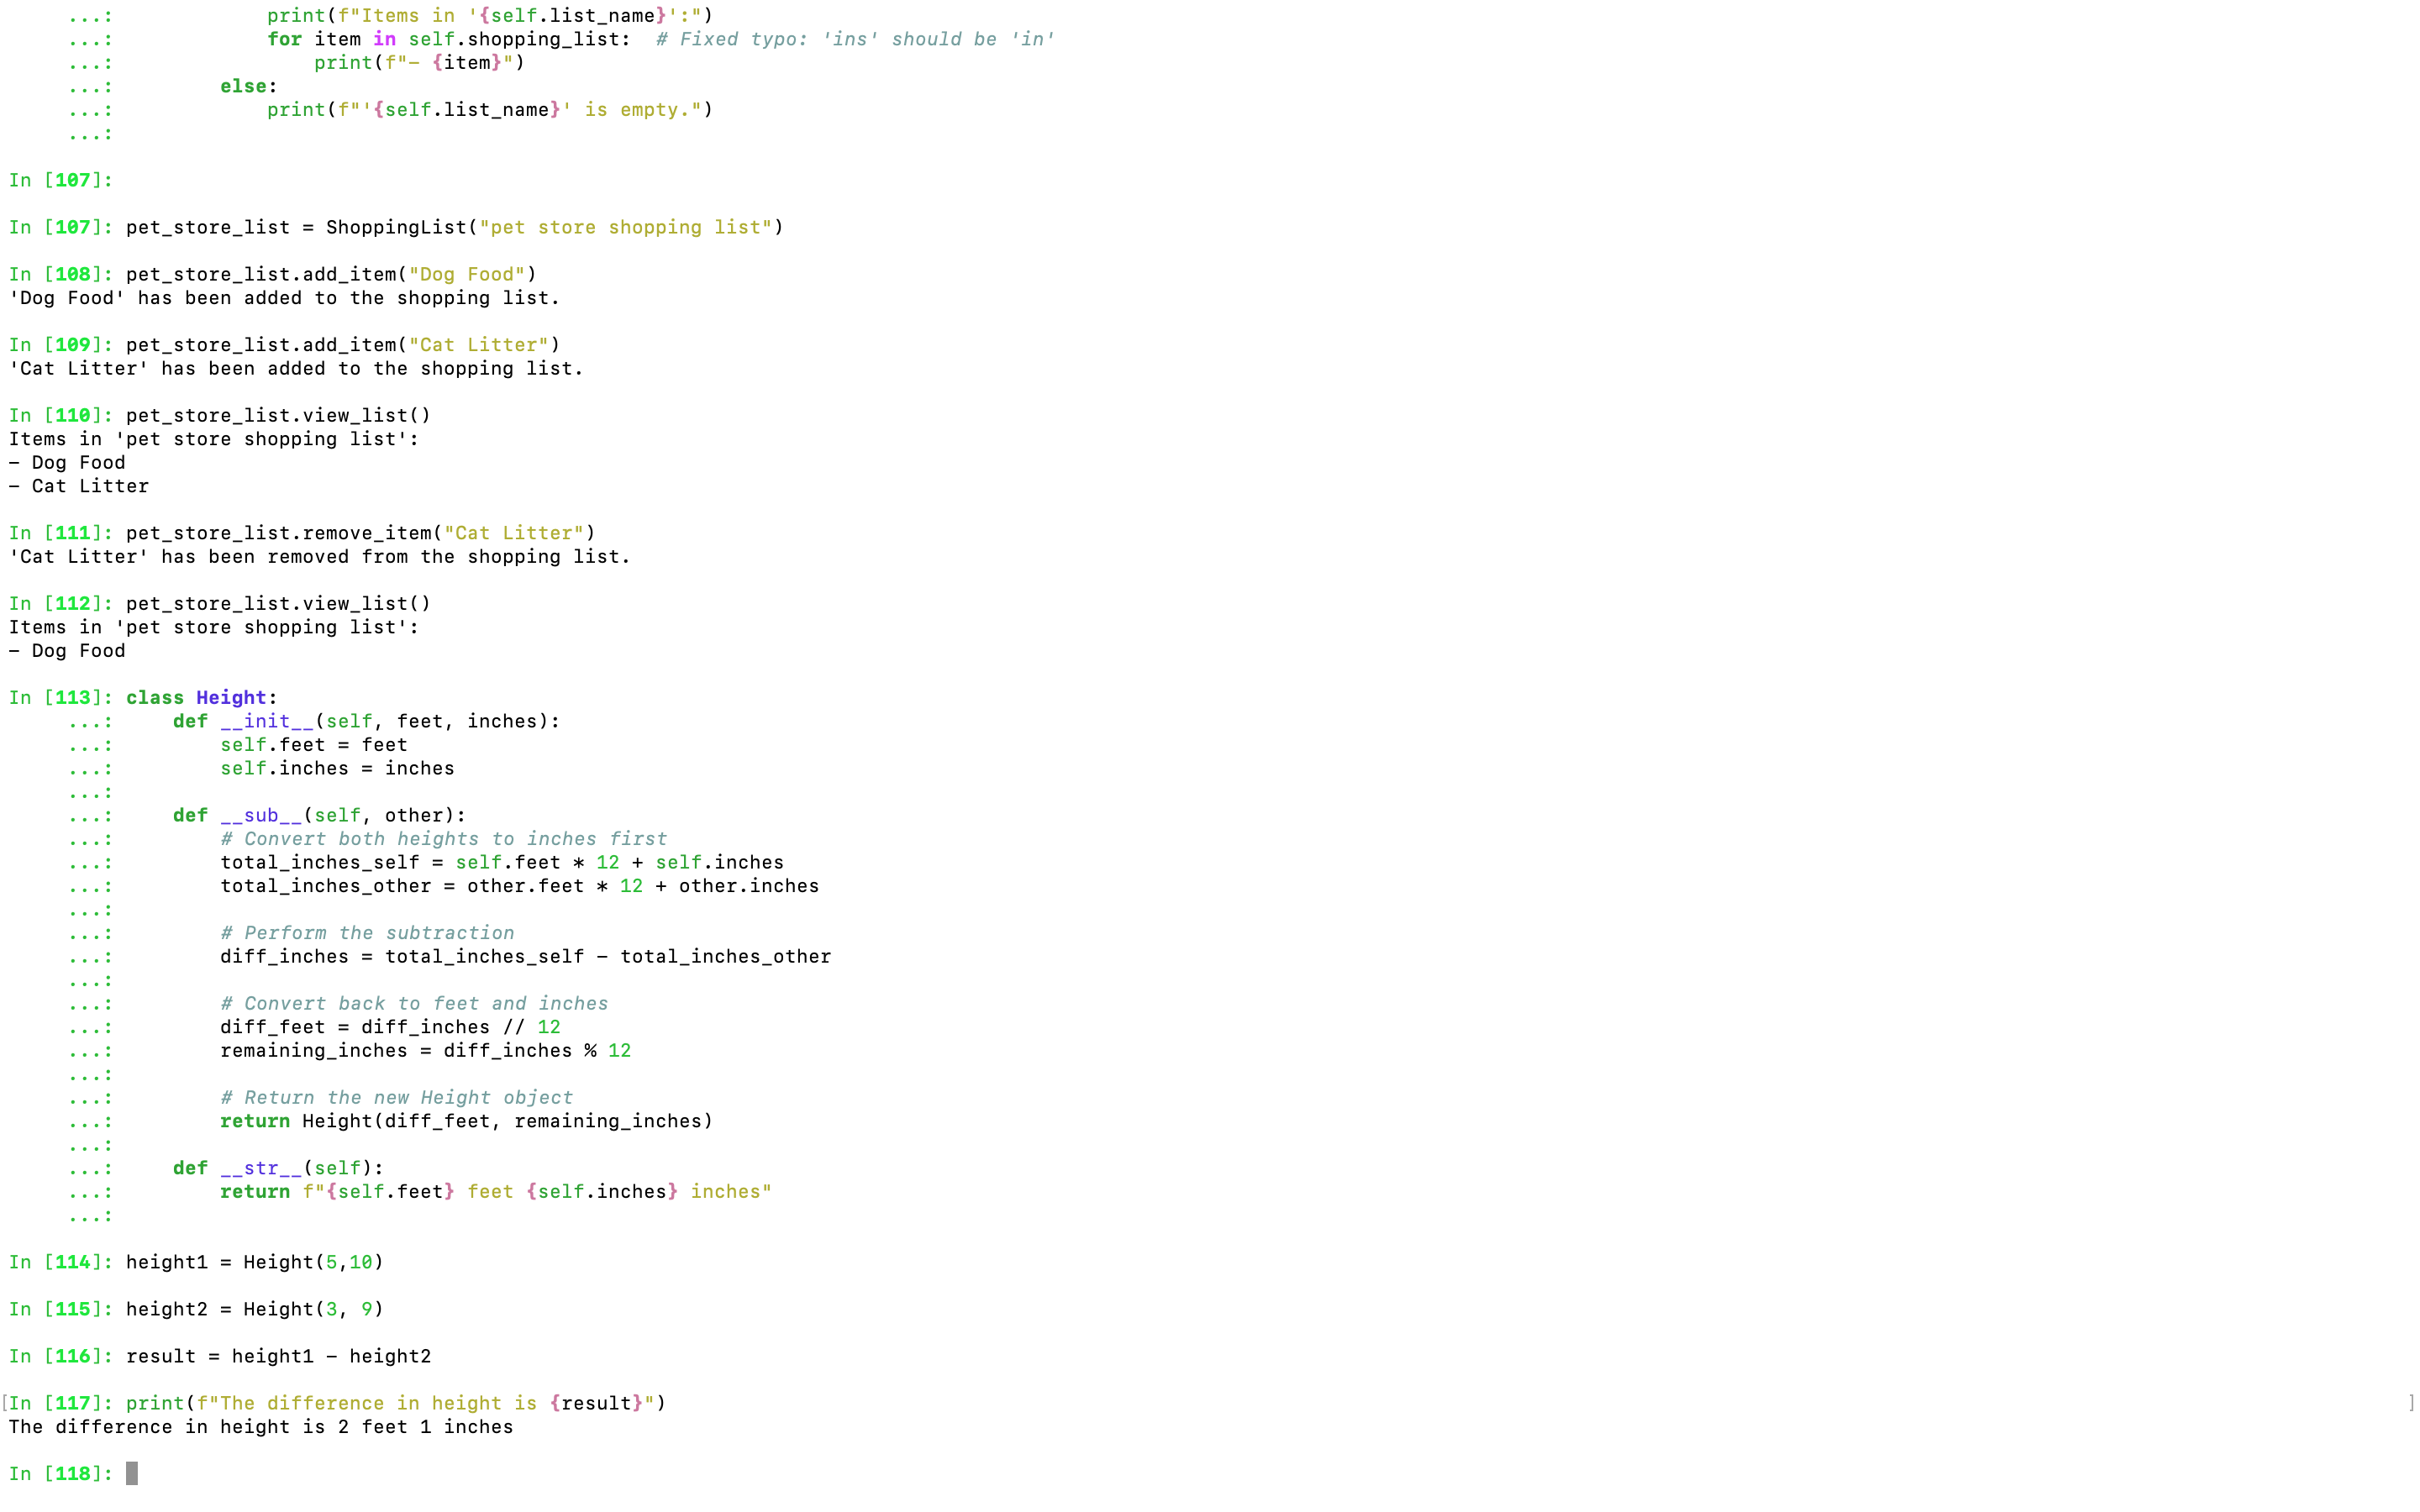 ...:             print(f"Items in '{self.list_name}':")
     ...:             for item in self.shopping_list:  # Fixed typo: 'ins' should be 'in'
     ...:                 print(f"- {item}")
     ...:         else:
     ...:             print(f"'{self.list_name}' is empty.")
     ...:
In [107]:
In [107]: pet_store_list = ShoppingList("pet store shopping list")
In [108]: pet_store_list.add_item("Dog Food")
'Dog Food' has been added to the shopping list.
In [109]: pet_store_list.add_item("Cat Litter")
'Cat Litter' has been added to the shopping list.
In [110]: pet_store_list.view_list()
Items in 'pet store shopping list':
- Dog Food
- Cat Litter
In [111]: pet_store_list.remove_item("Cat Litter")
'Cat Litter' has been removed from the shopping list.
In [112]: pet_store_list.view_list()
Items in 'pet store shopping list':
- Dog Food
In [113]: class Height:
     ...:     def __init__(self, feet, inches):
     ...:         self.feet = feet
     ...:         self.inches = inches
     ...:
     ...:     def __sub__(self, other):
     ...:         # Convert both heights to inches first
     ...:         total_inches_self = self.feet * 12 + self.inches
     ...:         total_inches_other = other.feet * 12 + other.inches
     ...:
     ...:         # Perform the subtraction
     ...:         diff_inches = total_inches_self - total_inches_other
     ...:
     ...:         # Convert back to feet and inches
     ...:         diff_feet = diff_inches // 12
     ...:         remaining_inches = diff_inches % 12
     ...:
     ...:         # Return the new Height object
     ...:         return Height(diff_feet, remaining_inches)
     ...:
     ...:     def __str__(self):
     ...:         return f"{self.feet} feet {self.inches} inches"
     ...:
In [114]: height1 = Height(5,10)
In [115]: height2 = Height(3, 9)
In [116]: result = height1 - height2
[In [117]: print(f"The difference in height is {result}") ]
The difference in height is 2 feet 1 inches
In [118]: